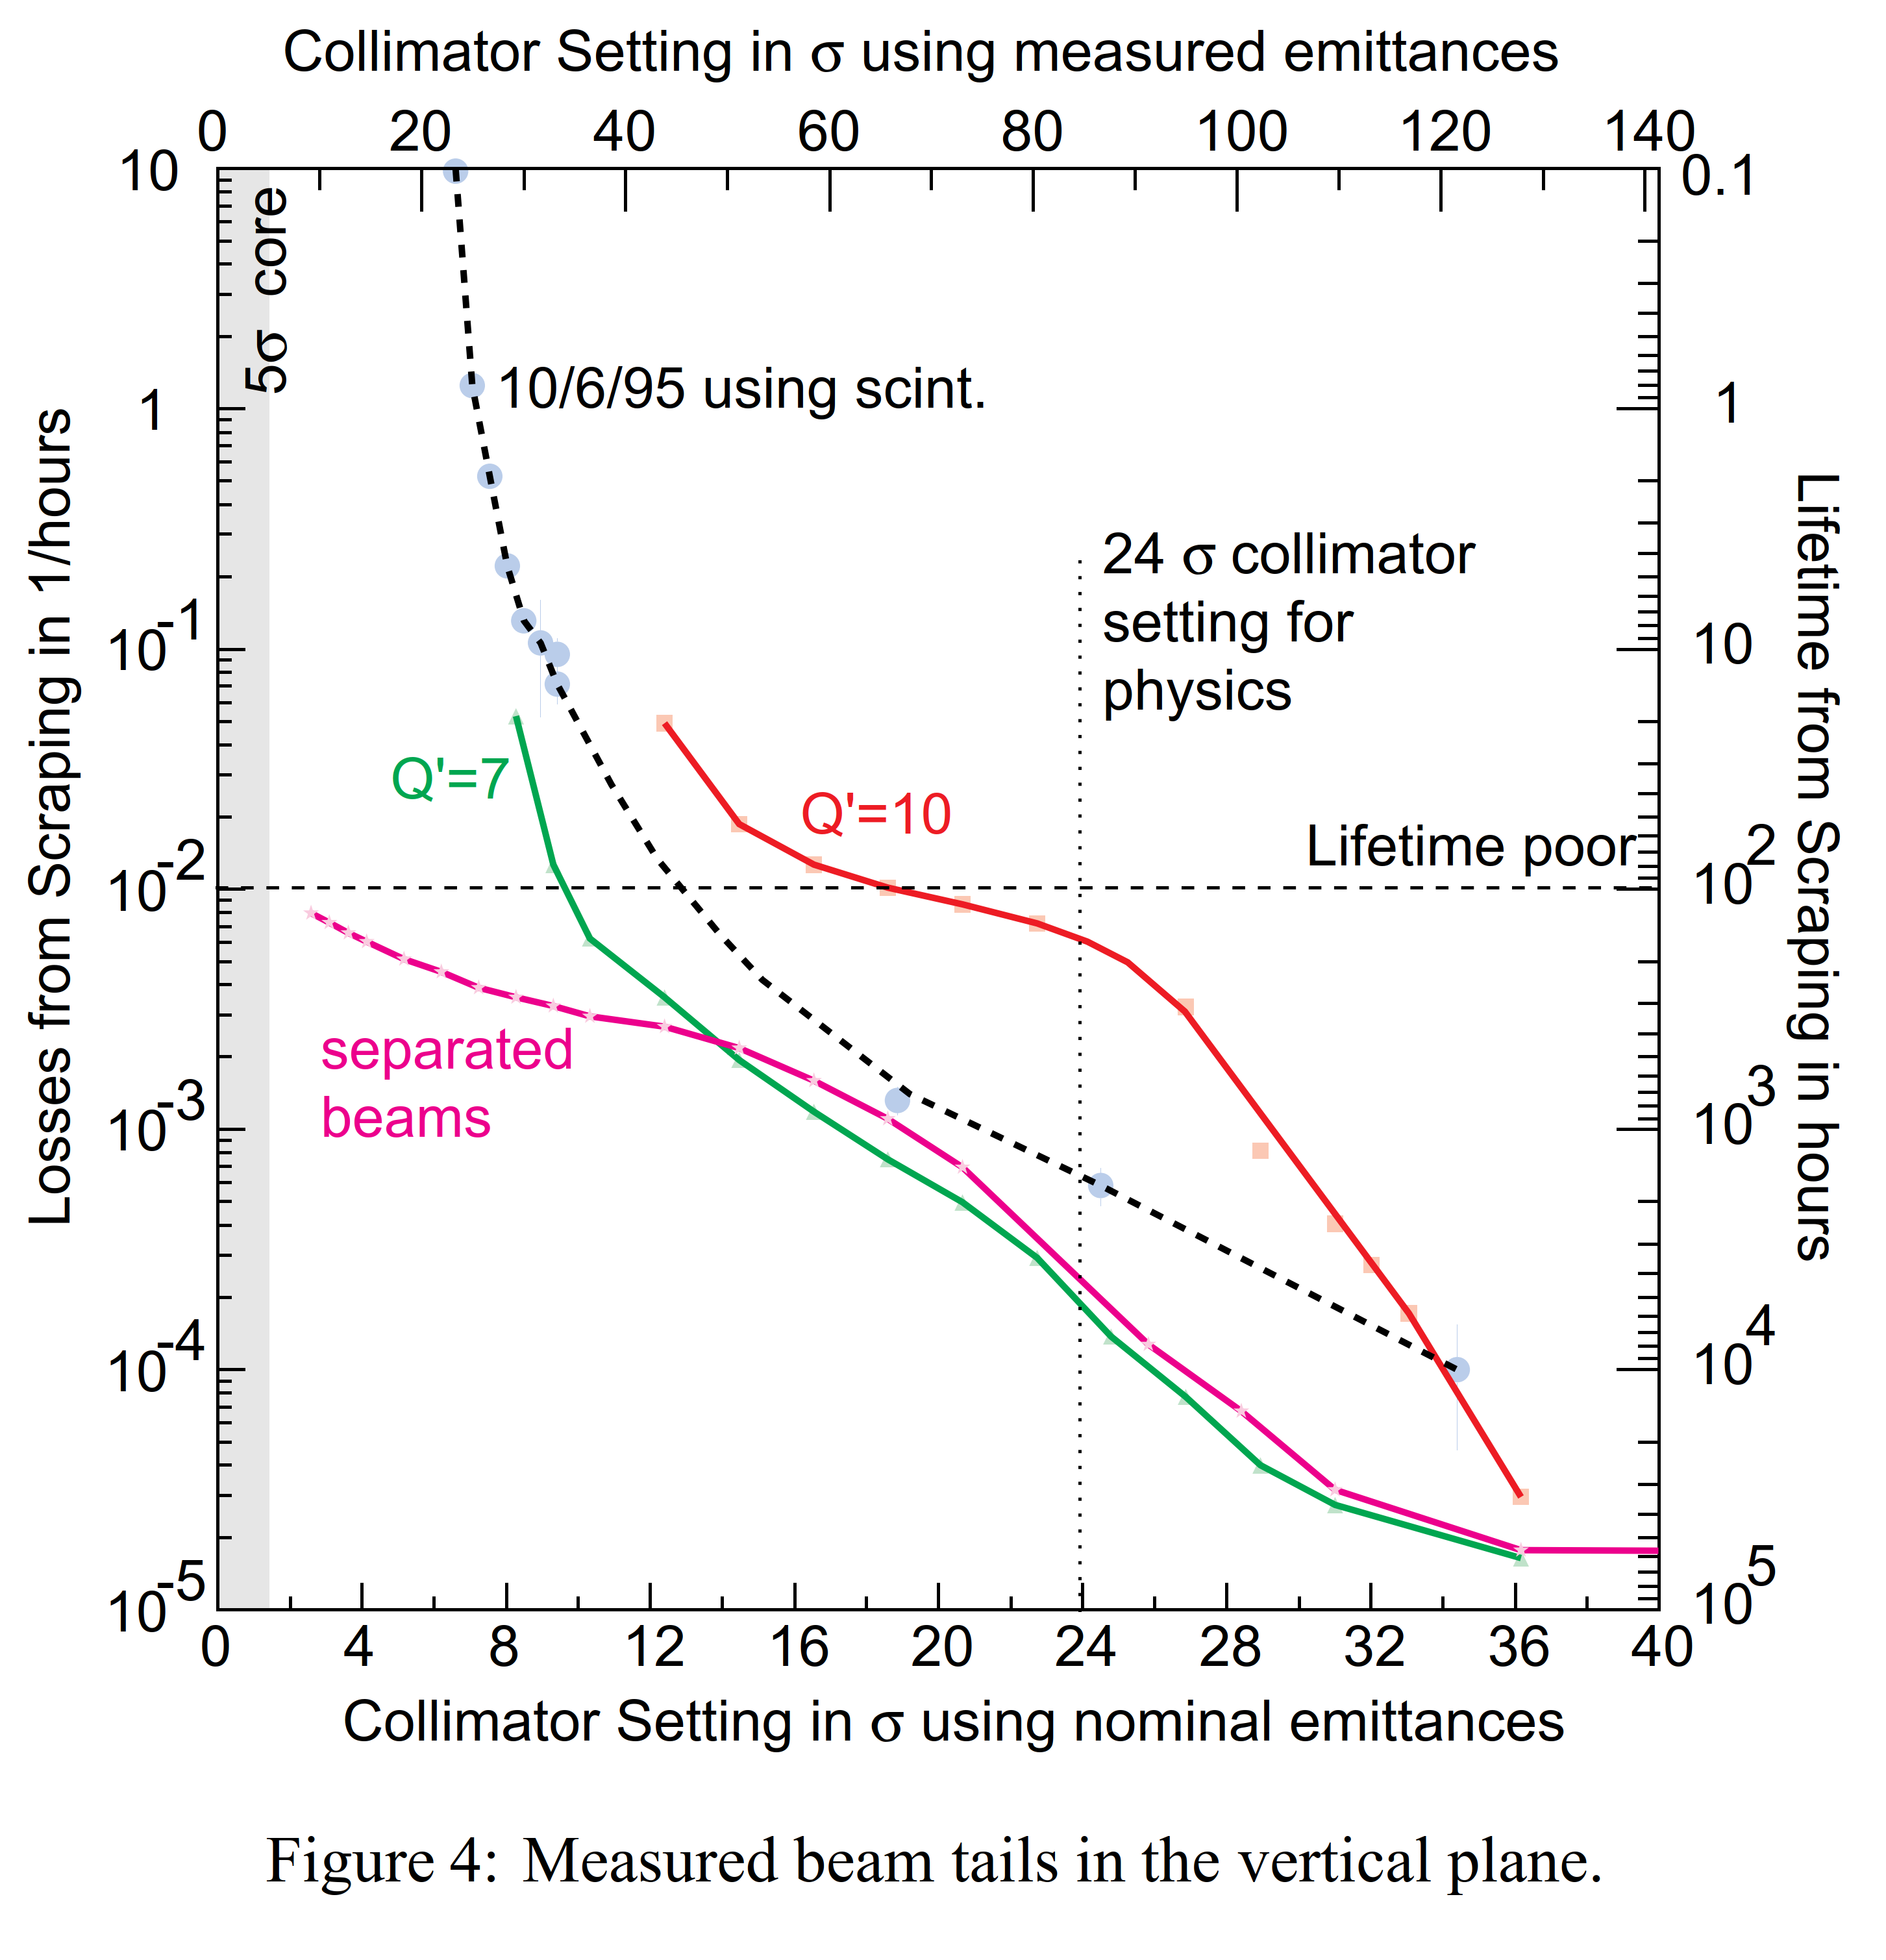 Collimator Setting in σ using measured emittances
0 20 40 60 80 100 120 140
10 0.1
5σ core
10/6/95 using scint.
1 1
Losses from Scraping in 1/hours
Lifetime from Scraping in hours
24 σ collimator
setting for
physics
10-1 10
Q'=7
Q'=10
Lifetime poor
10-2 102
separated
beams
10-3 103
10-4 104
10-5 105
0 4 8 12 16 20 24 28 32 36 40
Collimator Setting in σ using nominal emittances
Figure 4: Measured beam tails in the vertical plane.